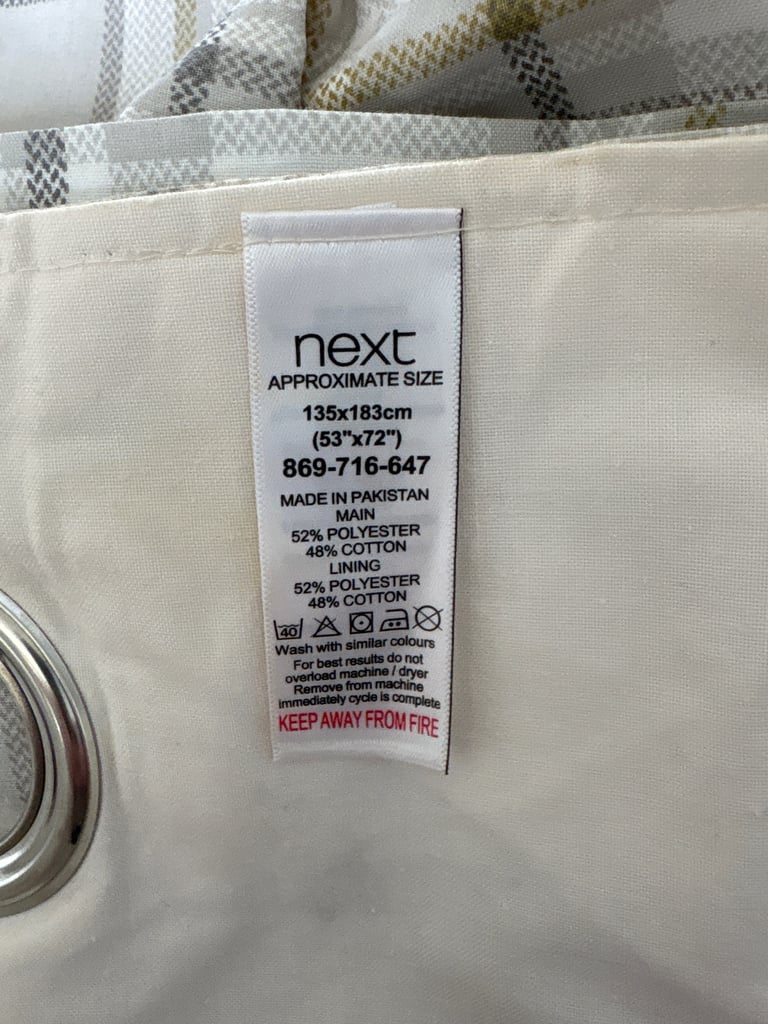 next
APPROXIMATE SIZE
135x183cm
(53"x72")
869-716-647
MADE IN PAKISTAN
MAIN
52% POLYESTER
48% COTTON
LINING
52% POLYESTER
48% COTTON
40
Wash with similar colours
For best results do not
overload machine / dryer
Remove from machine
immediately cycle is complete
KEEP AWAY FROM FIRE